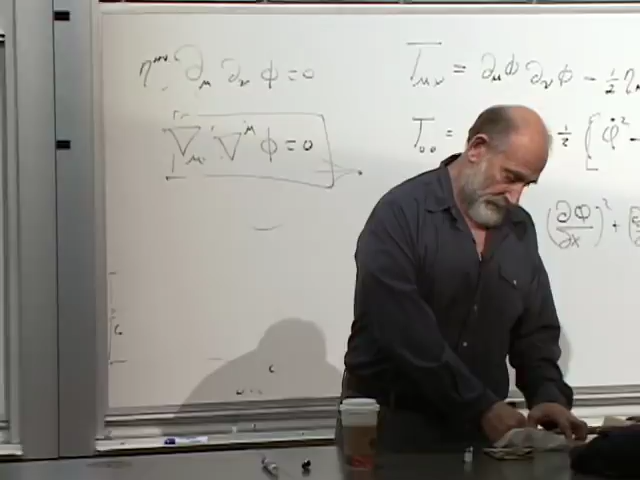 η^{μν} ∂_μ ∂_ν φ = 0
∇_μ ∇^μ φ = 0
T_{μν} = ∂_μ φ ∂_ν φ - 1/2 η
T_{00} = 1/2 [ φ̇² -
(∂φ/∂x)² +